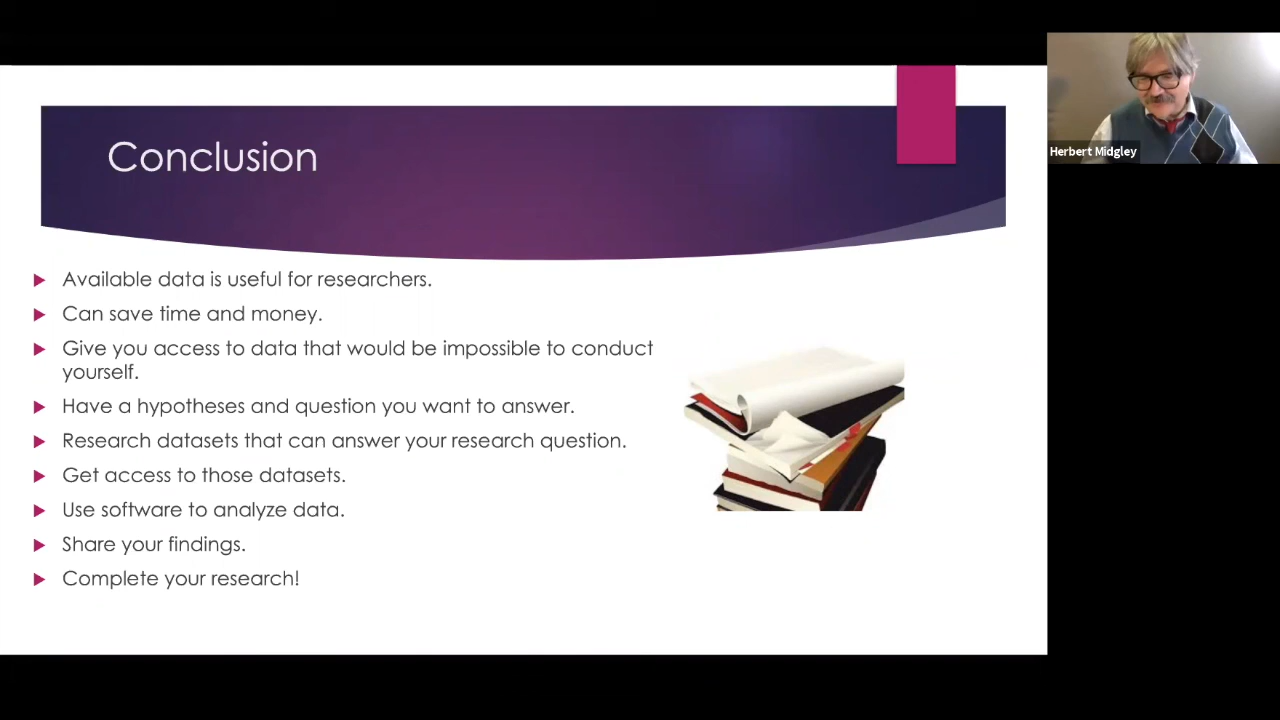 Conclusion
Available data is useful for researchers.
Can save time and money.
Give you access to data that would be impossible to conduct
yourself.
Have a hypotheses and question you want to answer.
Research datasets that can answer your research question.
Get access to those datasets.
Use software to analyze data.
Share your findings.
Complete your research!
Herbert Midgley